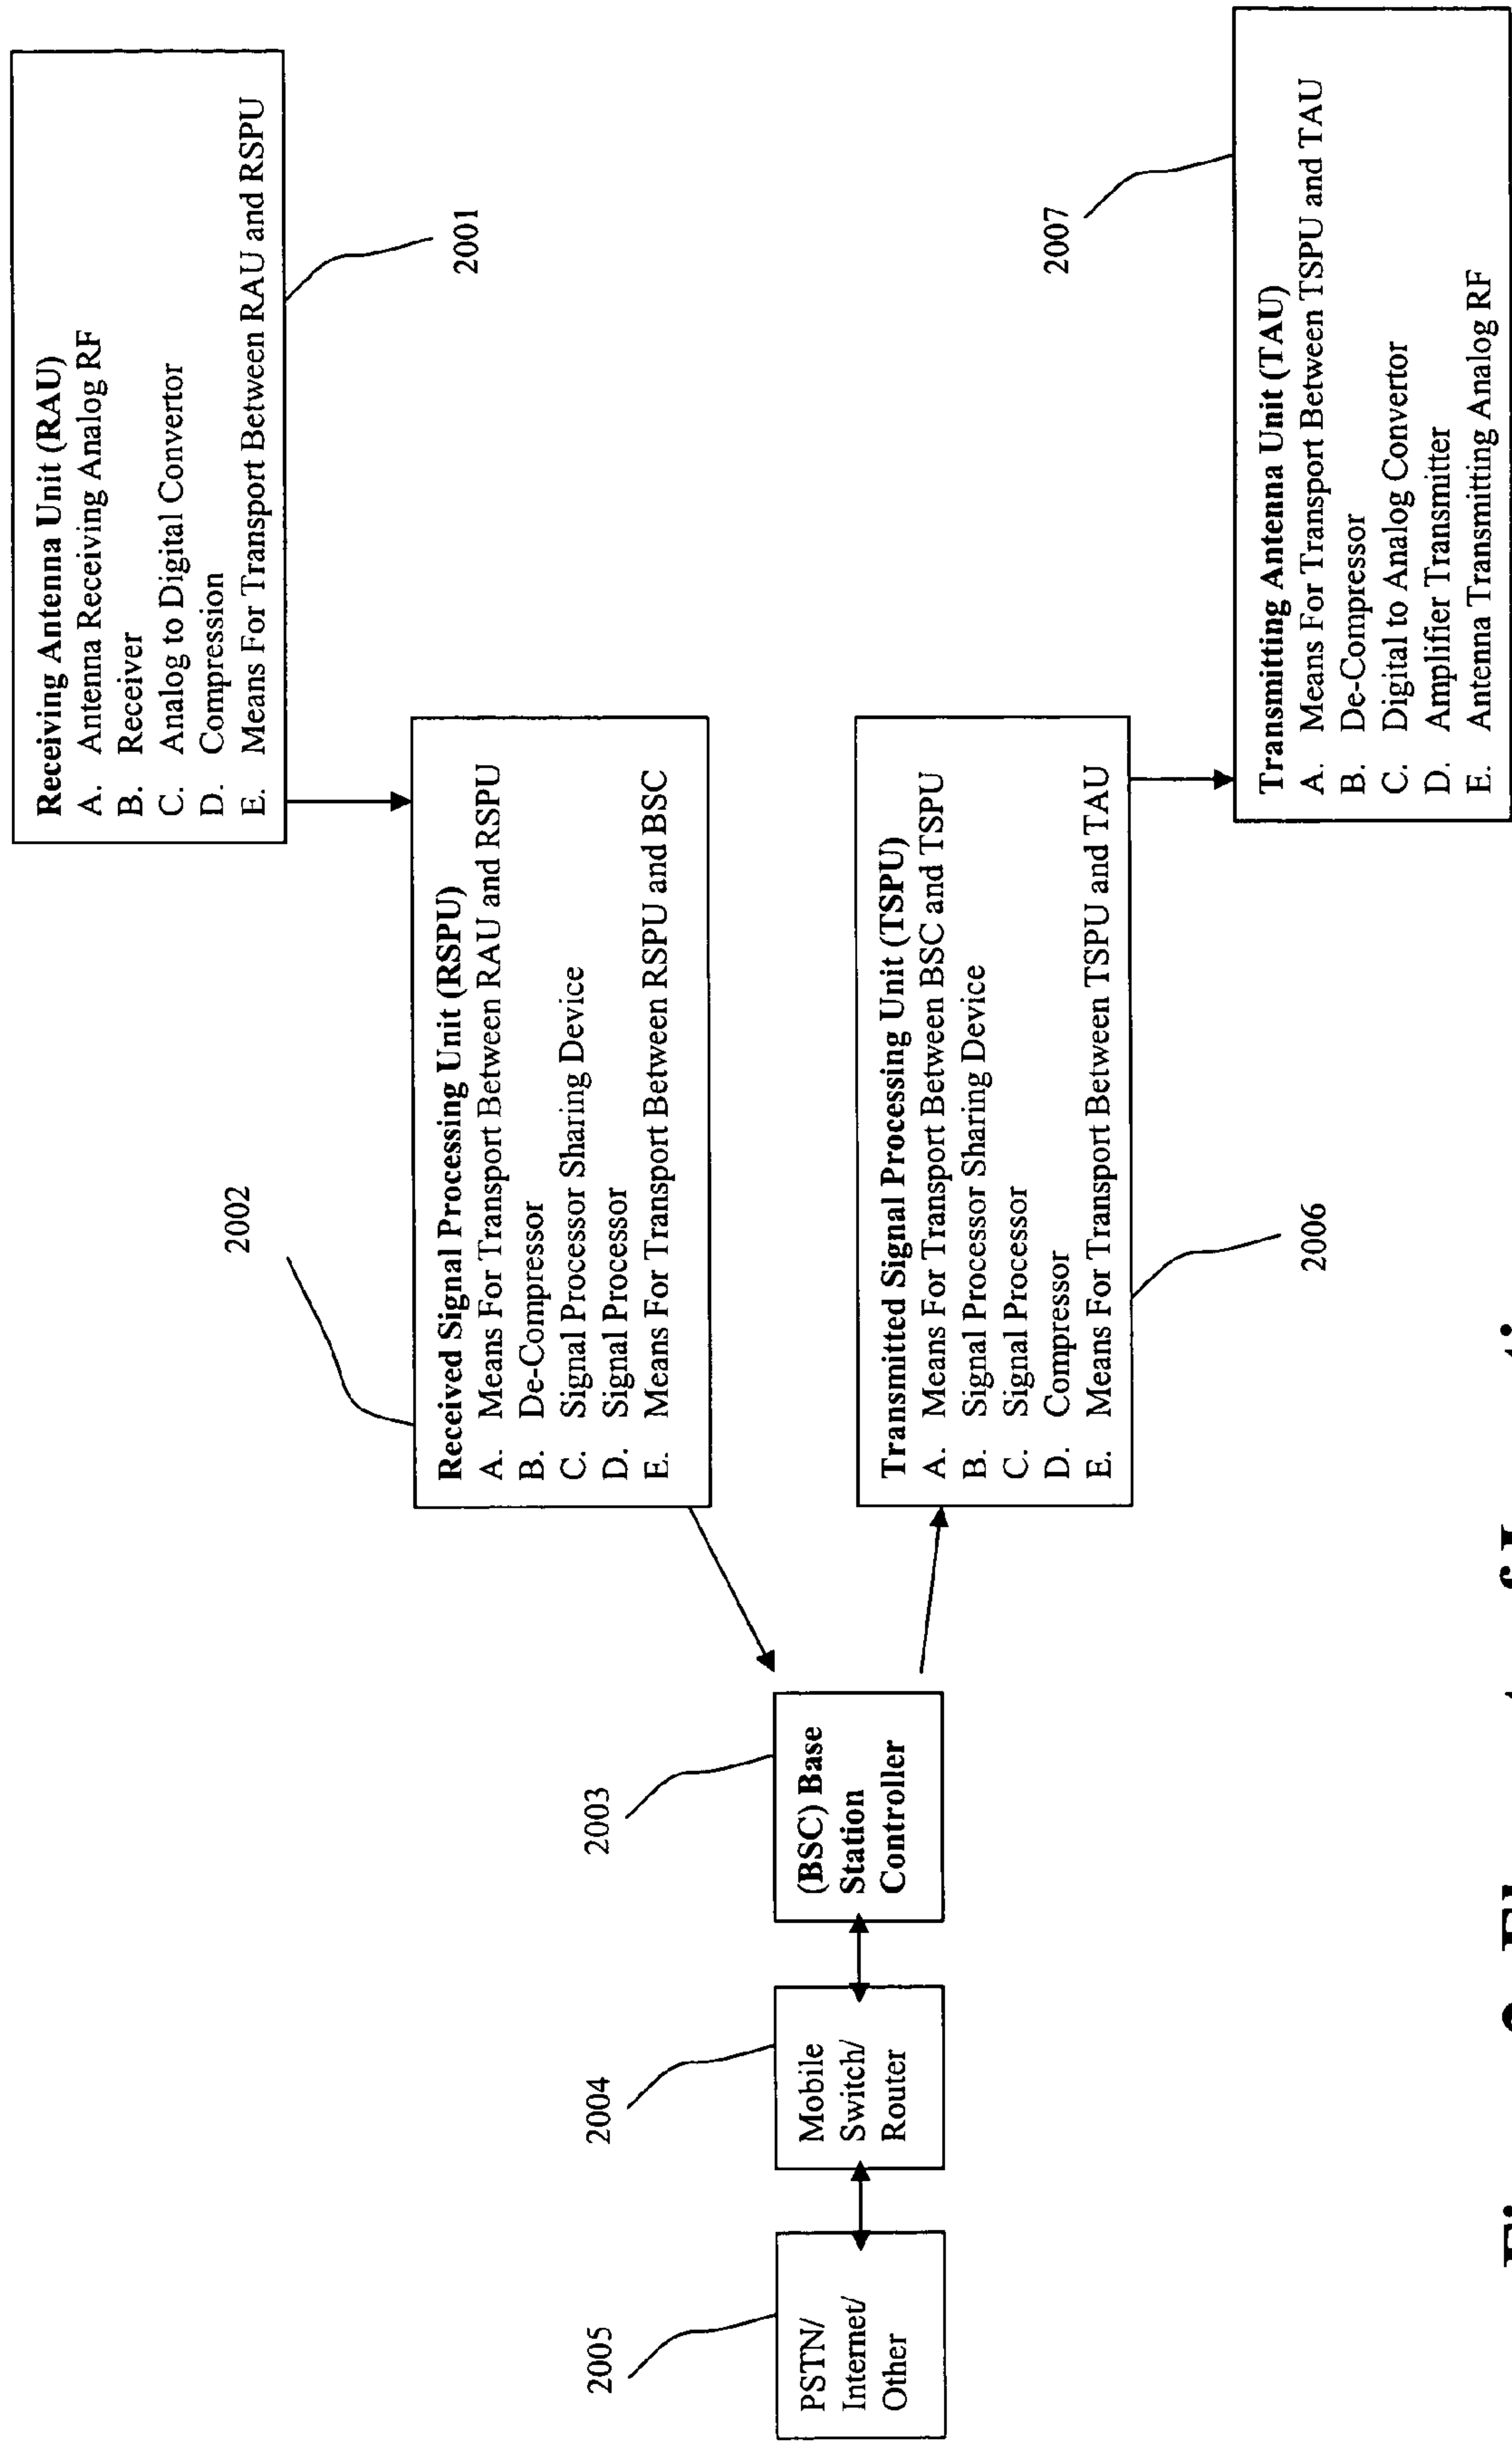 Receiving Antenna Unit (RAU)
A. Antenna Receiving Analog RF
B. Receiver
C. Analog to Digital Convertor
D. Compression
E. Means For Transport Between RAU and RSPU
2001
2002
Received Signal Processing Unit (RSPU)
A. Means For Transport Between RAU and RSPU
B. De-Compressor
C. Signal Processor Sharing Device
D. Signal Processor
E. Means For Transport Between RSPU and BSC
2005
2004
2003
PSTN/
Internet/
Other
Mobile
Switch/
Router
(BSC) Base
Station
Controller
Transmitted Signal Processing Unit (TSPU)
A. Means For Transport Between BSC and TSPU
B. Signal Processor Sharing Device
C. Signal Processor
D. Compressor
E. Means For Transport Between TSPU and TAU
2006
2007
Transmitting Antenna Unit (TAU)
A. Means For Transport Between TSPU and TAU
B. De-Compressor
C. Digital to Analog Convertor
D. Amplifier Transmitter
E. Antenna Transmitting Analog RF